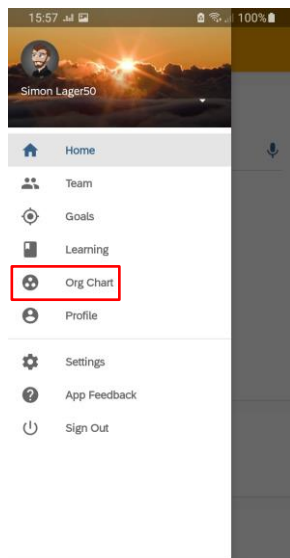 15:57
100%
Simon Lager50
Home
Team
Goals
Learning
Org Chart
Profile
Settings
App Feedback
Sign Out